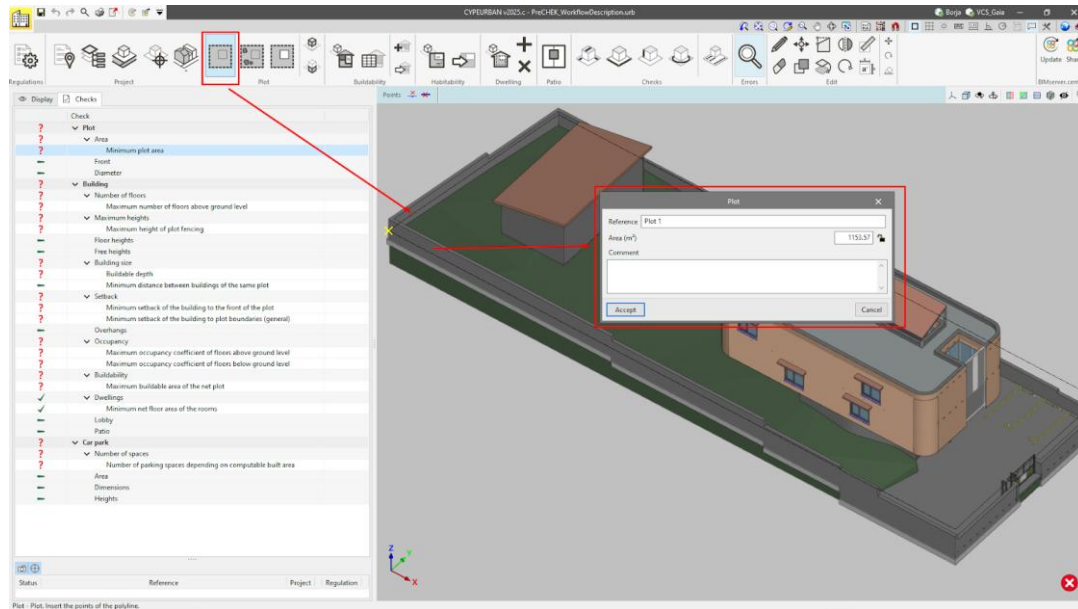 CYPEURBAN v2025.c - PreCHEK_WorkflowDescription.urb
Borja
VCS_Gaia
Update
Regulations
Project
Plot
Buildability
Habitability
Dwelling
Patio
Checks
Errors
Edit
Display
Checks
Points
Check
Plot
Area
Minimum plot area
Front
Diameter
Building
Number of floors
Maximum number of floors above ground level
Maximum heights
Maximum height of plot fencing
Floor heights
Free heights
Building size
Buildable depth
Minimum distance between buildings of the same plot
Setback
Minimum setback of the building to the front of the plot
Minimum setback of the building to plot boundaries (general)
Overhangs
Occupancy
Maximum occupancy coefficient of floors above ground level
Maximum occupancy coefficient of floors below ground level
Buildability
Maximum buildable area of the net plot
Dwellings
Minimum net floor area of the rooms
Lobby
Patio
Car park
Number of spaces
Number of parking spaces depending on computable built area
Area
Dimensions
Heights
Plot
Reference Plot 1
Area (m²) 1153.57
Comment
Accept Cancel
Z
Y
X
Status Reference Project Regulation
Plot - Plot. Insert the points of the polyline.